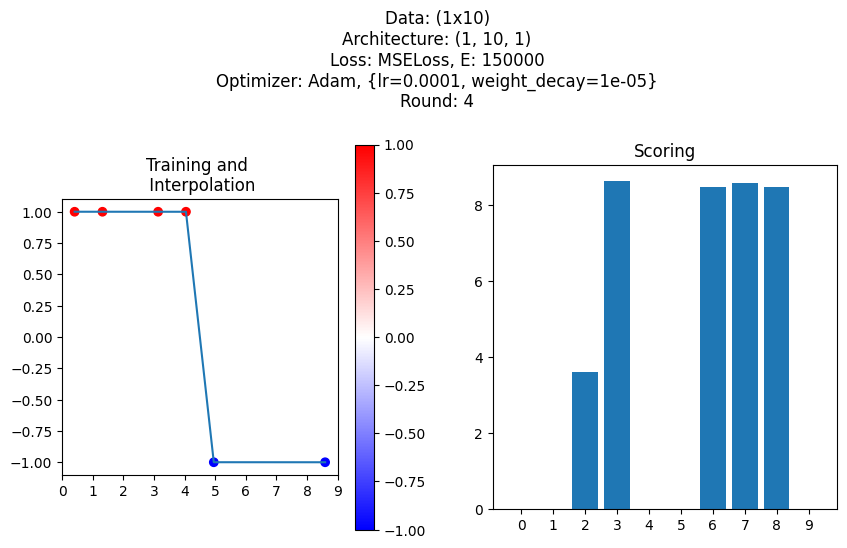 Data: (1x10)
Architecture: (1, 10, 1)
Loss: MSELoss, E: 150000
Optimizer: Adam, {lr=0.0001, weight_decay=1e-05}
Round: 4
Training and
Interpolation
1.00
0.75
0.50
0.25
0.00
−0.25
−0.50
−0.75
−1.00
0 1 2 3 4 5 6 7 8 9
1.00
0.75
0.50
0.25
0.00
−0.25
−0.50
−0.75
−1.00
Scoring
8
6
4
2
0
0 1 2 3 4 5 6 7 8 9